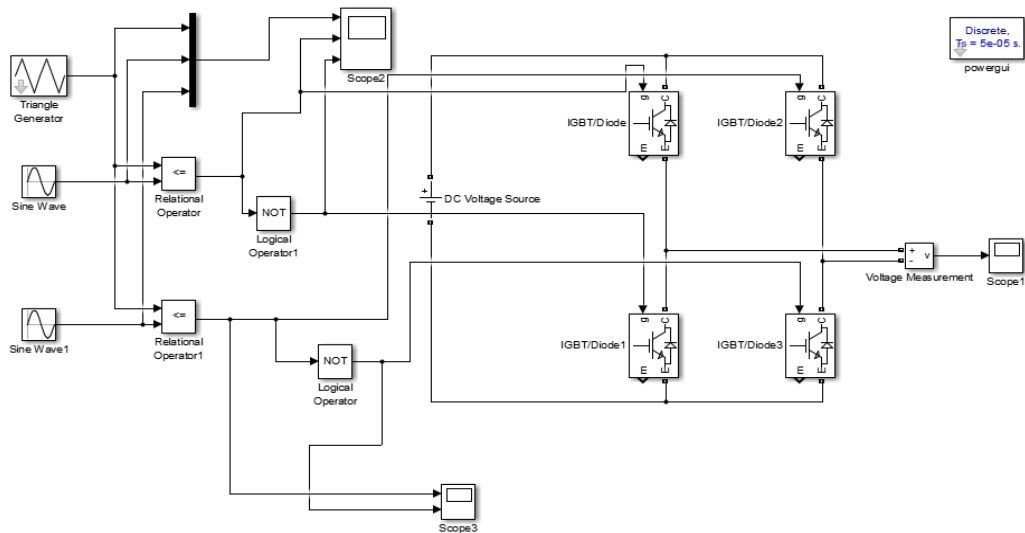 Scope2
Discrete,
Ts = 5e-05 s.
powergui
Triangle
Generator
g
C
IGBT/Diode
m
E
g
C
IGBT/Diode2
m
E
Sine Wave
<=
Relational
Operator
NOT
Logical
Operator1
+
DC Voltage Source
+
-
v
Voltage Measurement
Scope1
Sine Wave1
<=
Relational
Operator1
NOT
Logical
Operator
g
C
IGBT/Diode1
m
E
g
C
IGBT/Diode3
m
E
Scope3